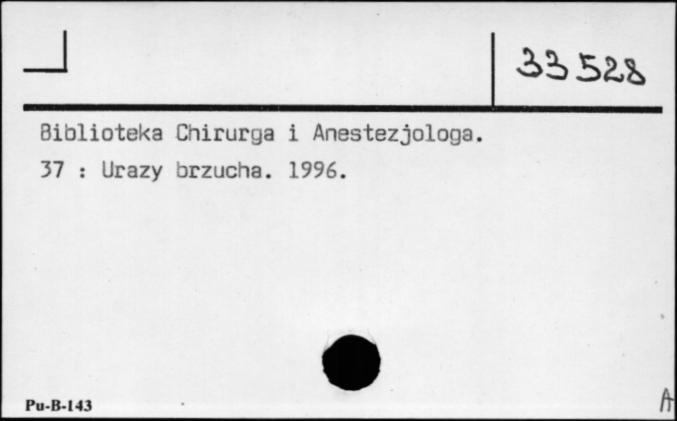 33528
Biblioteka Chirurga i Anestezjologa.
37 : Urazy brzucha. 1996.
Pu-B-143
A